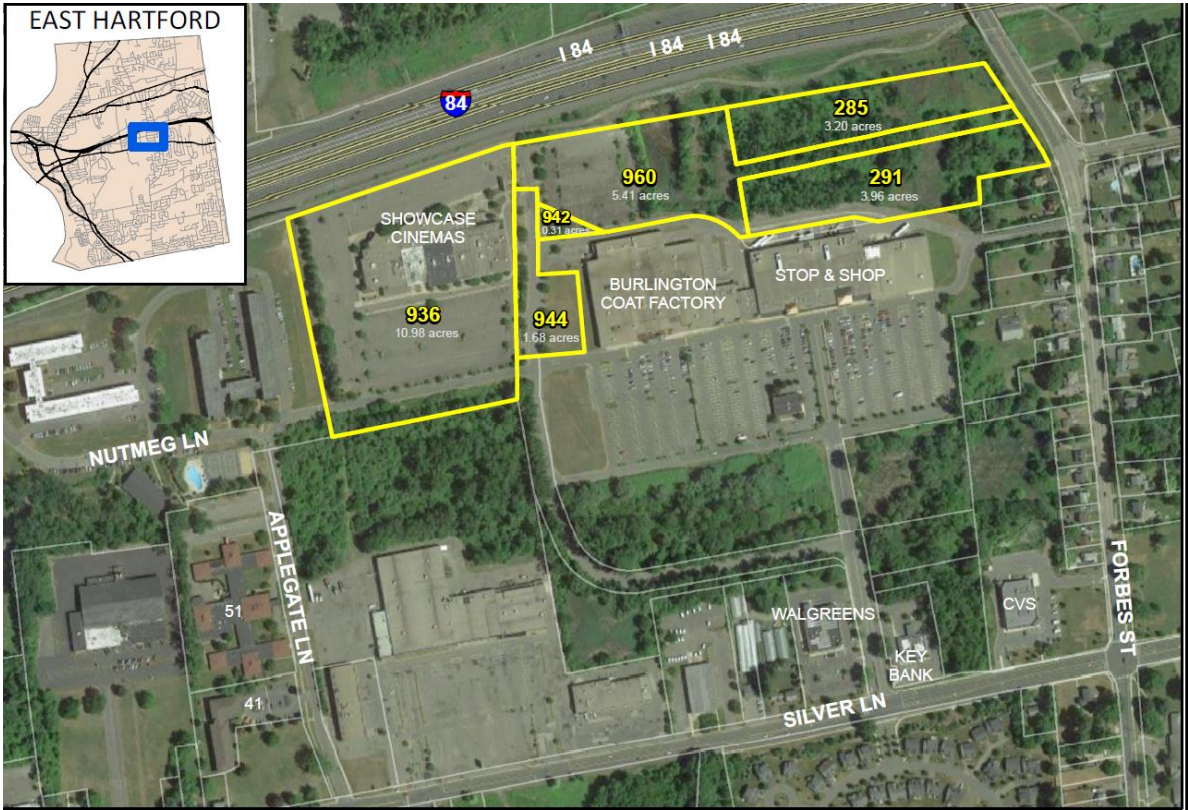 EAST HARTFORD
I 84
I 84
I 84
84
285
3.20 acres
960
5.41 acres
291
3.96 acres
942
0.31 acres
SHOWCASE
CINEMAS
BURLINGTON
COAT FACTORY
STOP & SHOP
936
10.98 acres
944
1.68 acres
NUTMEG LN
APPLEGATE LN
FORBES ST
51
WALGREENS
CVS
KEY
BANK
41
SILVER LN